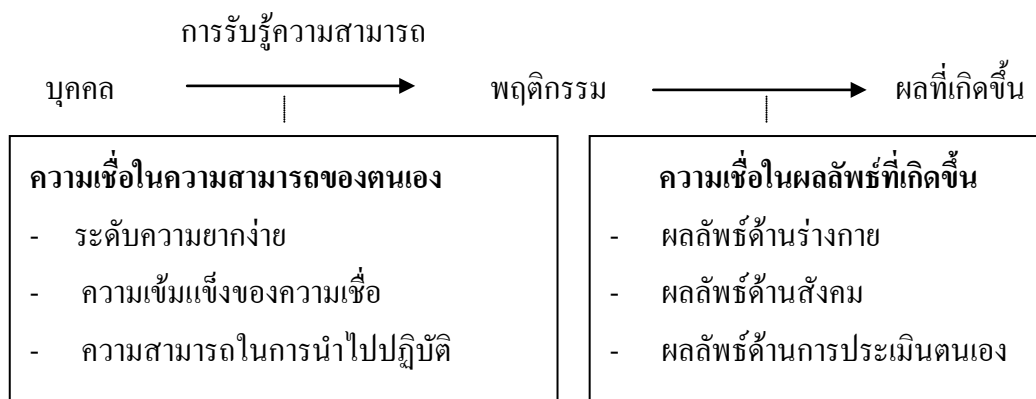 การรับรู้ความสามารถ
บุคคล พฤติกรรม ผลที่เกิดขึ้น
ความเชื่อในความสามารถของตนเอง
- ระดับความยากง่าย
- ความเข้มแข็งของความเชื่อ
- ความสามารถในการนำไปปฏิบัติ
ความเชื่อในผลลัพธ์ที่เกิดขึ้น
- ผลลัพธ์ด้านร่างกาย
- ผลลัพธ์ด้านสังคม
- ผลลัพธ์ด้านการประเมินตนเอง